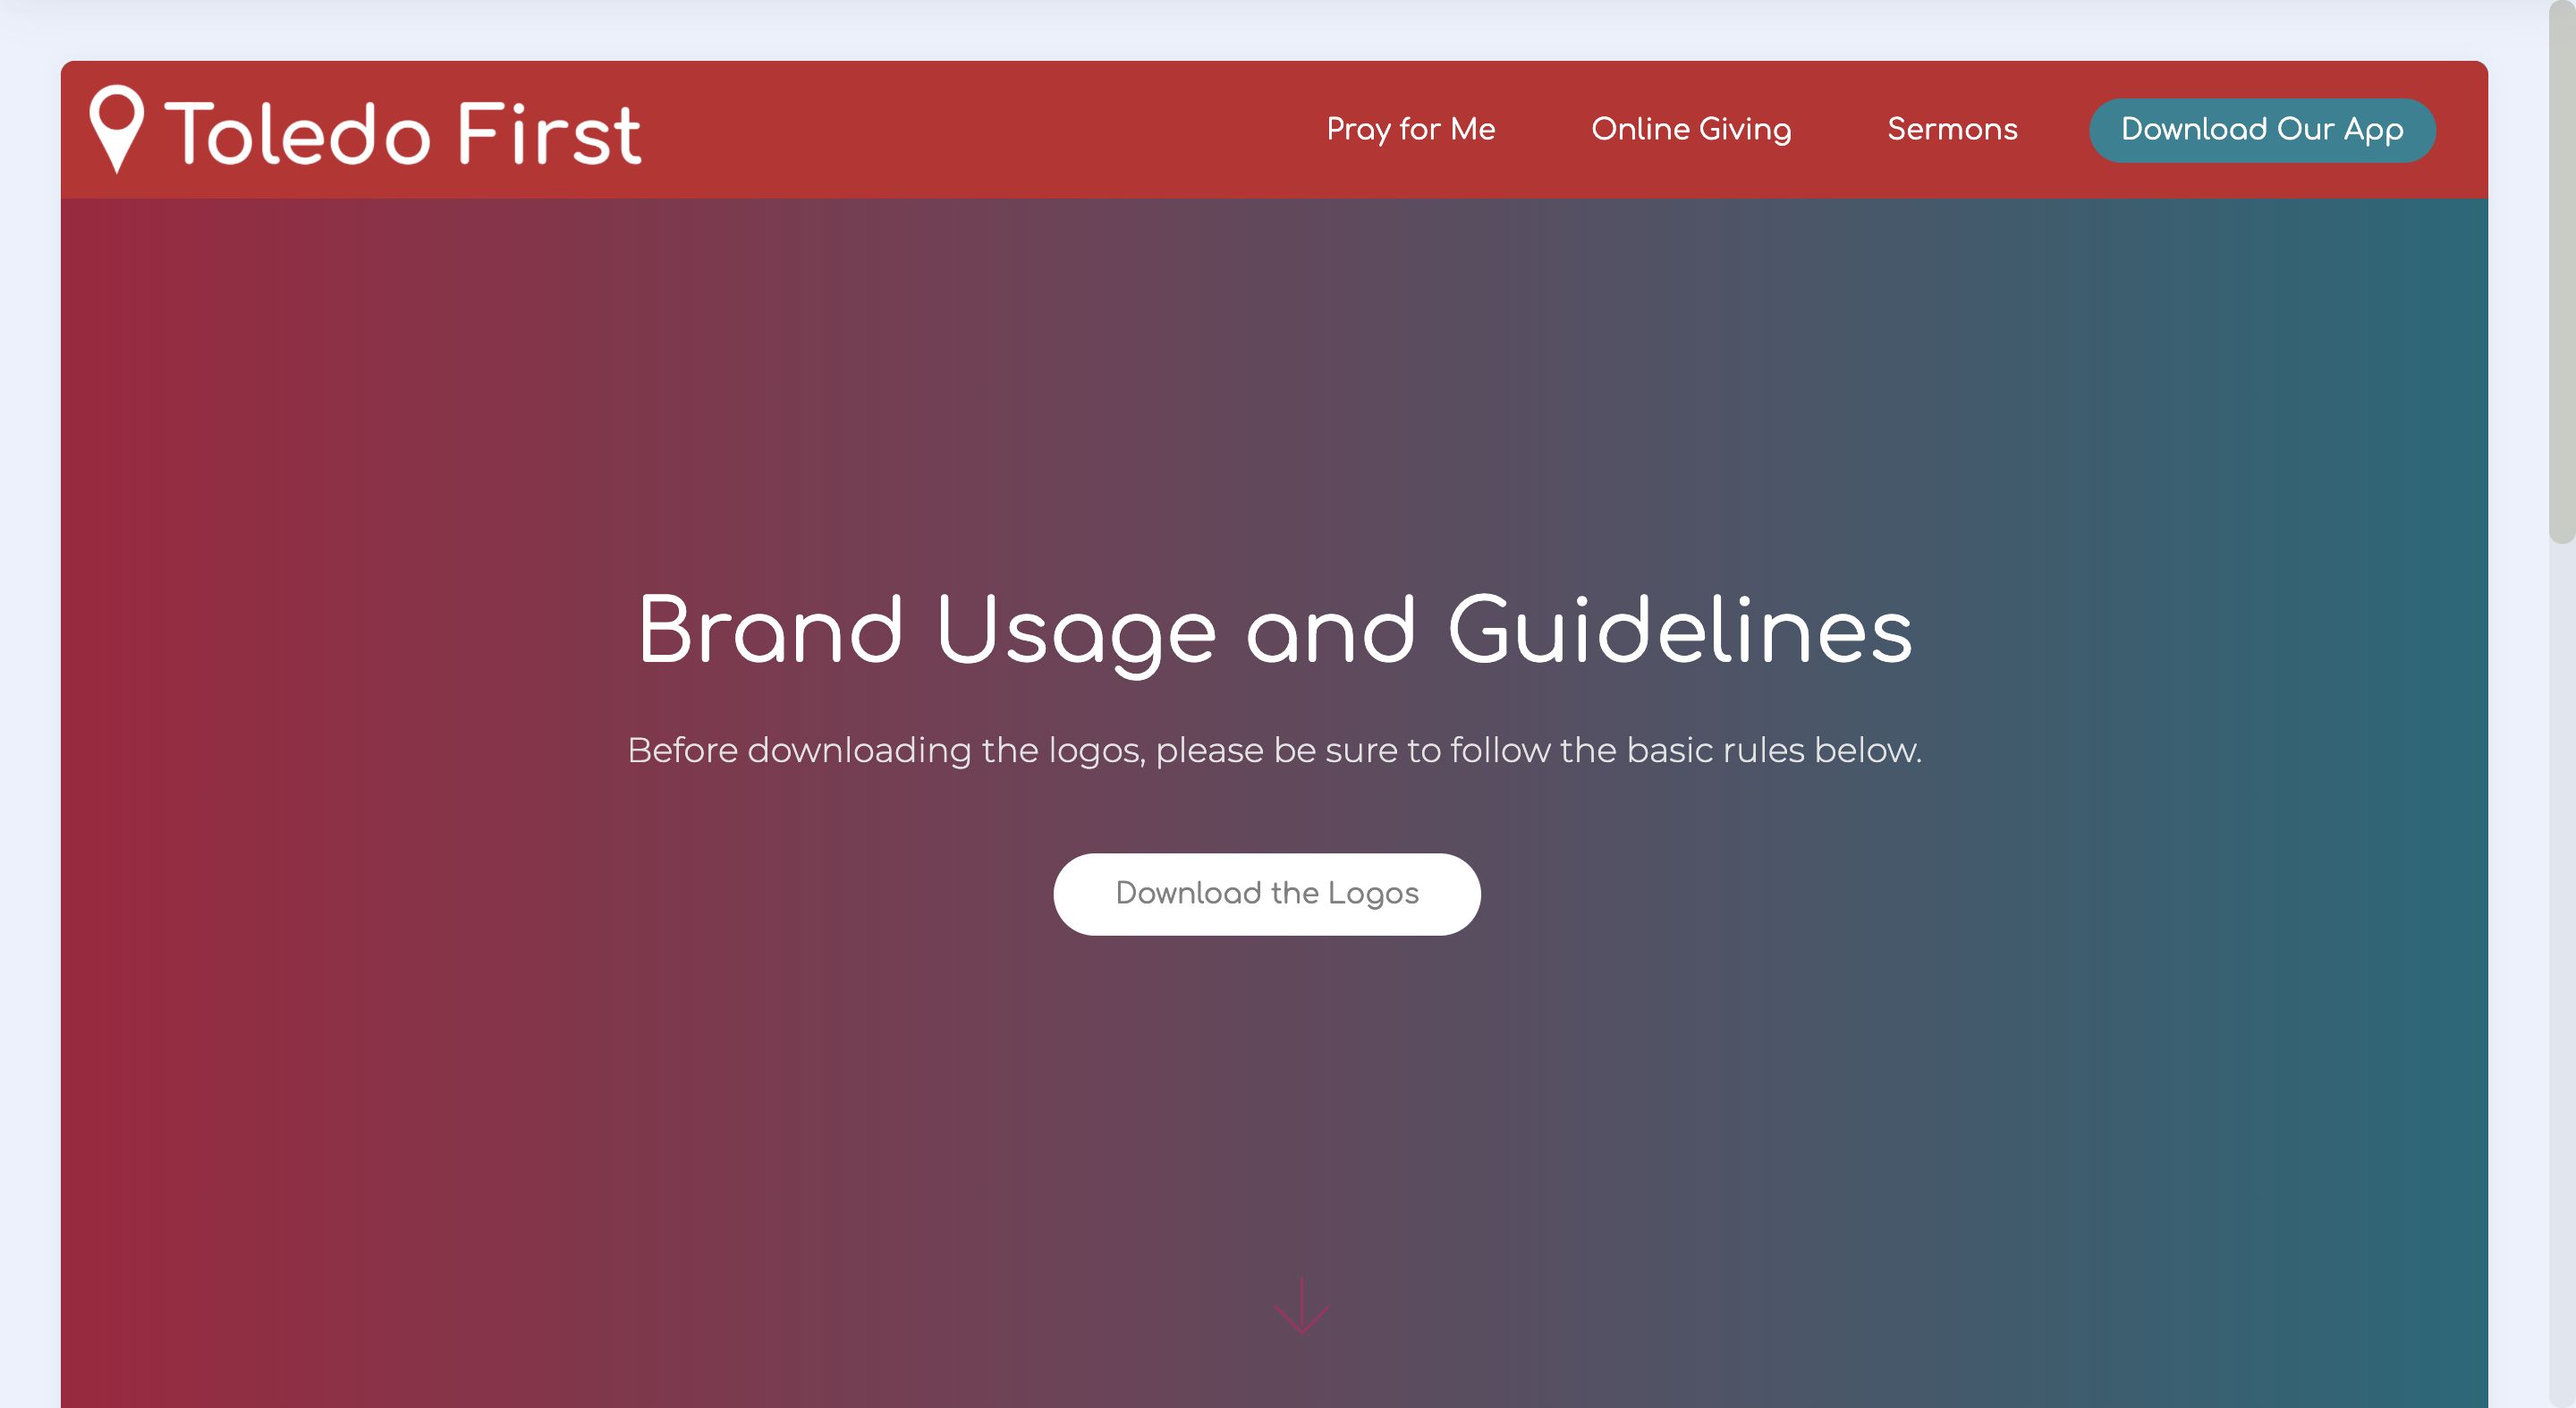 Toledo First
Pray for Me
Online Giving
Sermons
Download Our App
Brand Usage and Guidelines
Before downloading the logos, please be sure to follow the basic rules below.
Download the Logos